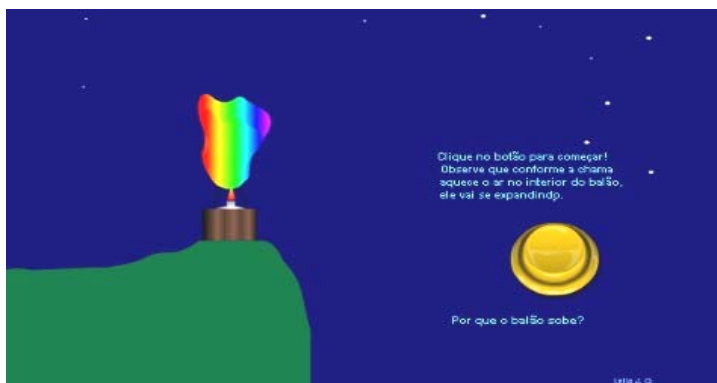 Clique no botão para começar!
Observe que conforme a chama
aquece o ar no interior do balão,
ele vai se expandindo.
Por que o balão sobe?